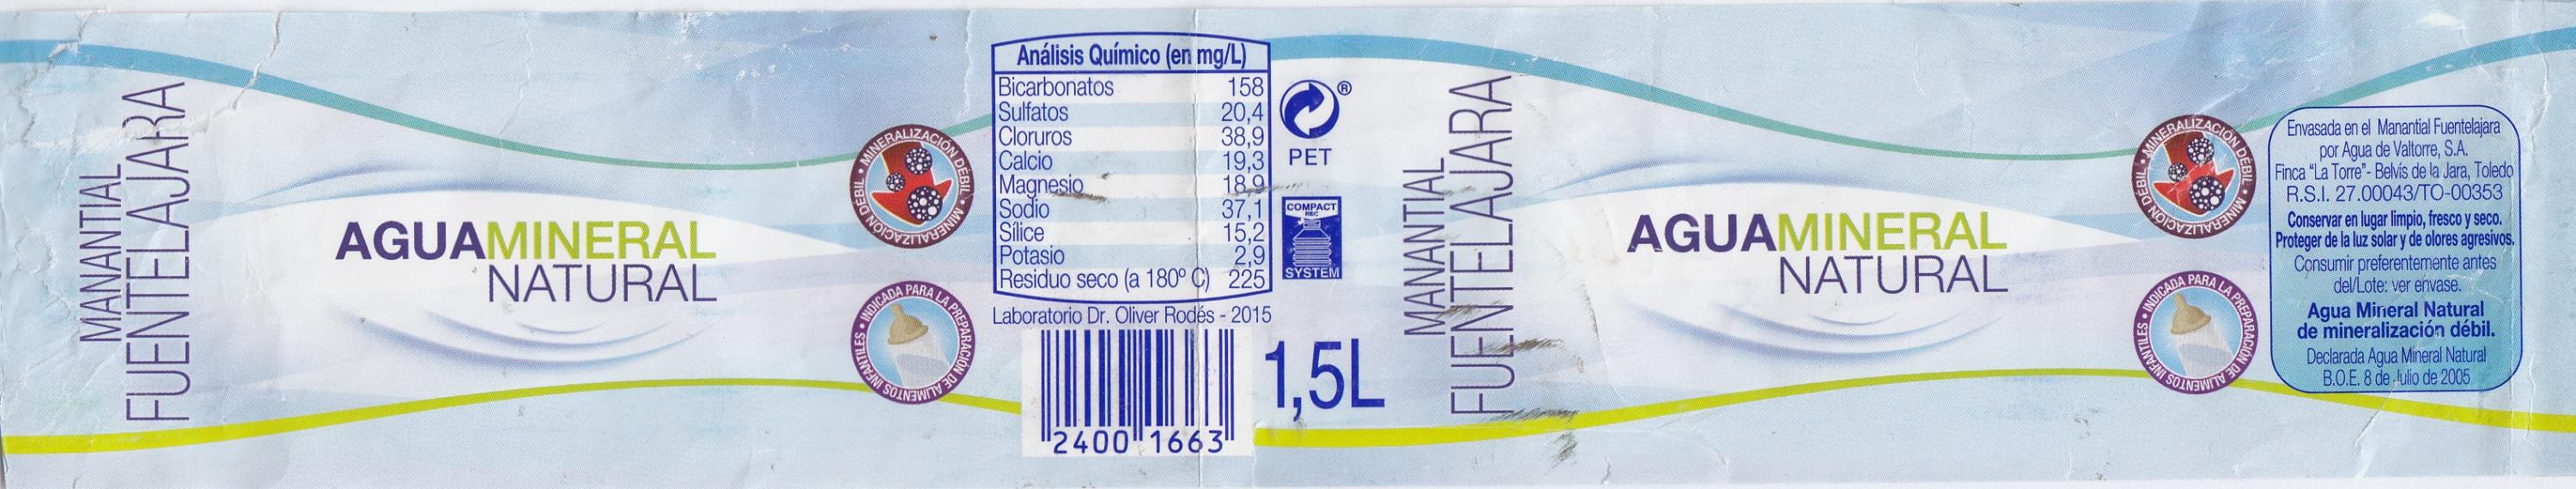 MANANTIAL
FUENTELAJARA
AGUAMINERAL
NATURAL
• MINERALIZACIÓN DÉBIL • MINERALIZACIÓN DÉBIL
• INDICADA PARA LA PREPARACIÓN DE ALIMENTOS INFANTILES
Análisis Químico (en mg/L)
Bicarbonatos 158
Sulfatos 20,4
Cloruros 38,9
Calcio 19,3
Magnesio 18,9
Sodio 37,1
Sílice 15,2
Potasio 2,9
Residuo seco (a 180º C) 225
Laboratorio Dr. Oliver Rodés - 2015
2400 1663
®
PET
COMPACT
REC
SYSTEM
1,5L
MANANTIAL
FUENTELAJARA
AGUAMINERAL
NATURAL
• MINERALIZACIÓN DÉBIL • MINERALIZACIÓN DÉBIL
• INDICADA PARA LA PREPARACIÓN DE ALIMENTOS INFANTILES
Envasada en el Manantial Fuentelajara
por Agua de Valtorre, S.A.
Finca "La Torre"- Belvís de la Jara, Toledo
R.S.I. 27.00043/TO-00353
Conservar en lugar limpio, fresco y seco.
Proteger de la luz solar y de olores agresivos.
Consumir preferentemente antes
del/Lote: ver envase.
Agua Mineral Natural
de mineralización débil.
Declarada Agua Mineral Natural
B.O.E. 8 de Julio de 2005